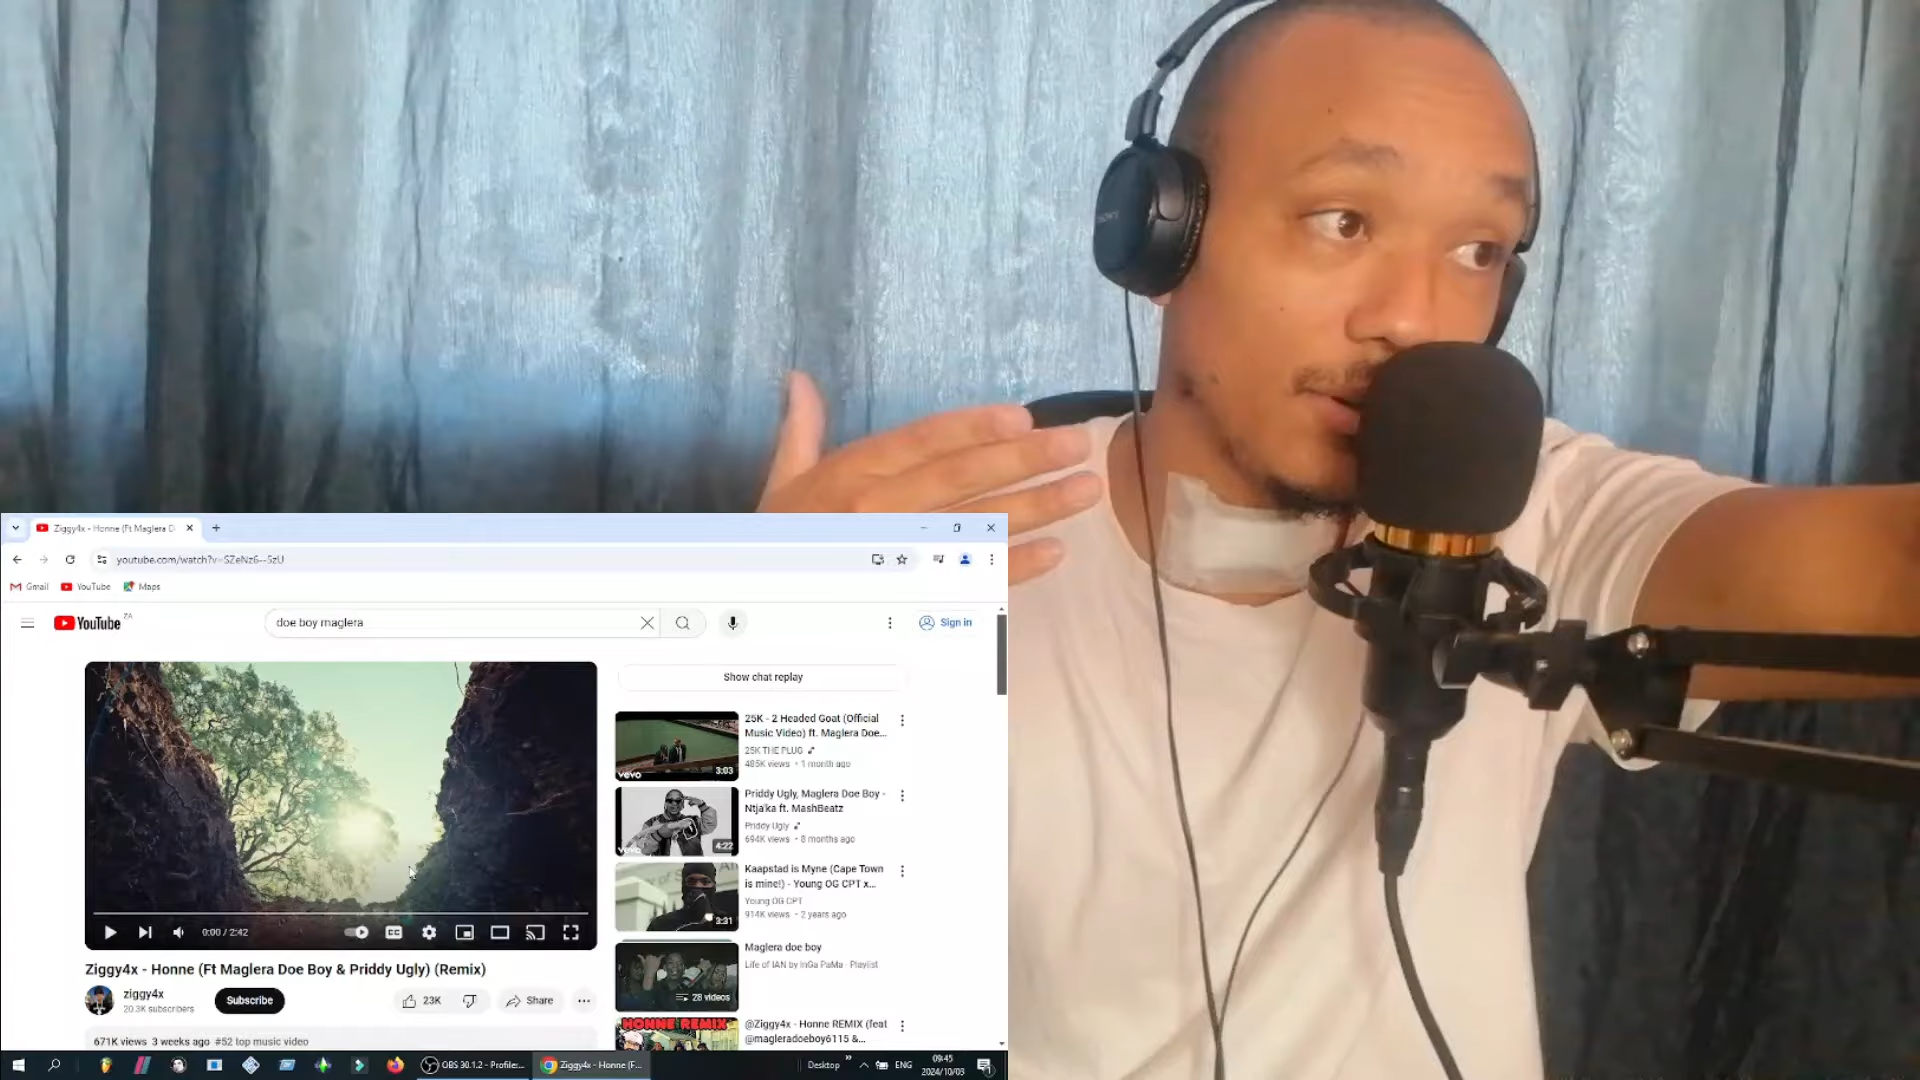 SONY
Ziggy4x - Honne (Ft Maglera D
youtube.com/watch?v=SZeNz6--SzU
Gmail
YouTube
Maps
YouTube ZA
doe boy maglera
Sign in
Show chat replay
25K - 2 Headed Goat (Official
Music Video) ft. Maglera Doe...
25K THE PLUG
485K views • 1 month ago
vevo
3:03
Priddy Ugly, Maglera Doe Boy -
Ntja'ka ft. MashBeatz
Priddy Ugly
694K views • 8 months ago
vevo
4:22
Kaapstad is Myne (Cape Town
is mine!) - Young OG CPT x...
Young OG CPT
914K views • 2 years ago
3:31
Maglera doe boy
Life of IAN by InGa PaMa · Playlist
28 videos
@Ziggy4x - Honne REMIX (feat
@magleradoeboy6115 &...
HONNE REMIX
0:00 / 2:42
CC
Ziggy4x - Honne (Ft Maglera Doe Boy & Priddy Ugly) (Remix)
ziggy4x
20.3K subscribers
Subscribe
23K
Share
671K views 3 weeks ago #52 top music video
OBS 30.1.2 - Profile:...
Ziggy4x - Honne (F...
Desktop
ENG
09:45
2024/10/03